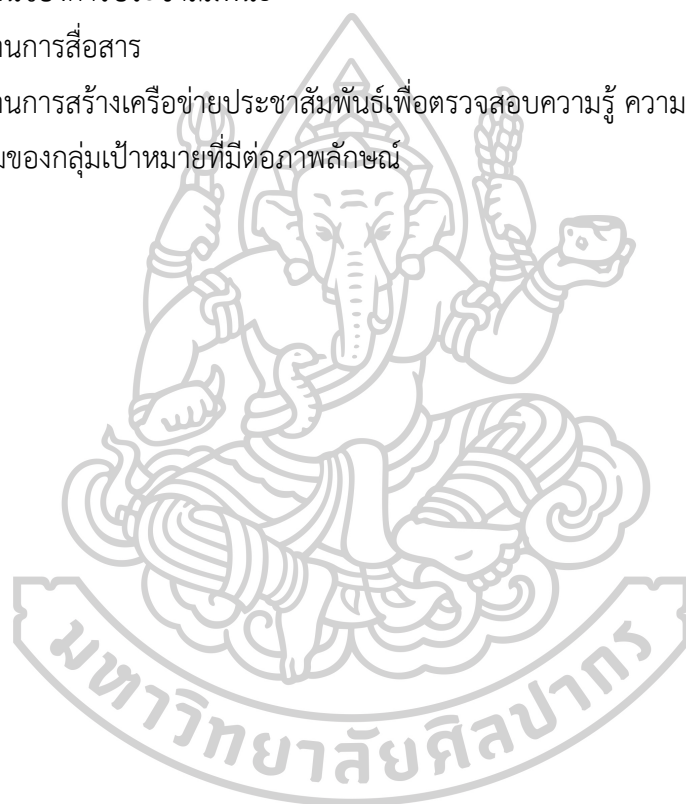 านการสื่อสาร
านการสร้างเครือข่ายประชาสัมพันธ์เพื่อตรวจสอบความรู้ ความ
มของกลุ่มเป้าหมายที่มีต่อภาพลักษณ์
มหาวิทยาลัยศิลปากร